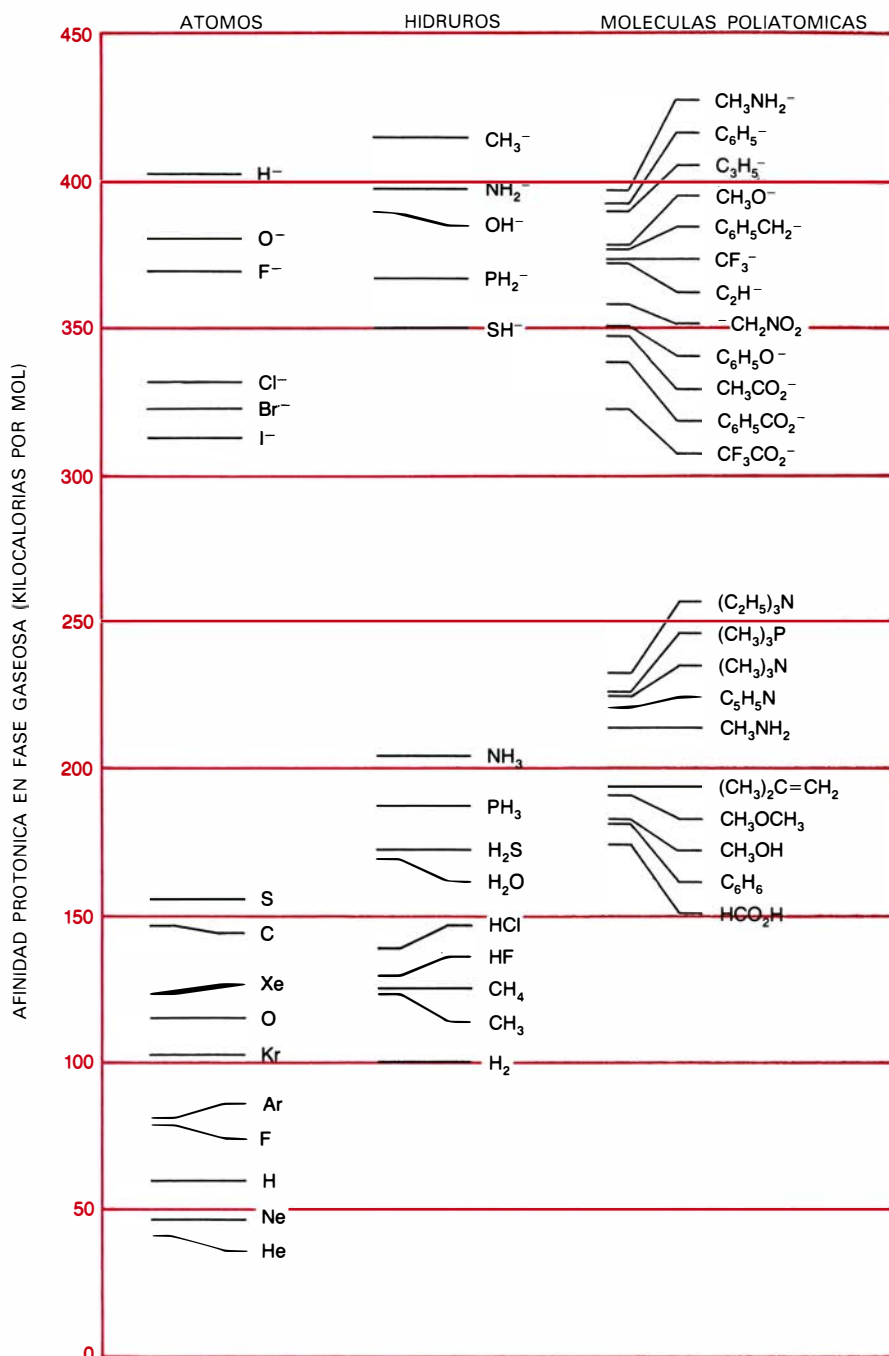 ATOMOS
HIDRUROS
MOLECULAS POLIATOMICAS
AFINIDAD PROTONICA EN FASE GASEOSA (KILOCALORIAS POR MOL)
450
400
350
300
250
200
150
100
50
0
H⁻
O⁻
F⁻
Cl⁻
Br⁻
I⁻
S
C
Xe
O
Kr
Ar
F
H
Ne
He
CH₃⁻
NH₂⁻
OH⁻
PH₂⁻
SH⁻
NH₃
PH₃
H₂S
H₂O
HCl
HF
CH₄
CH₃
H₂
CH₃NH₂⁻
C₆H₅⁻
C₃H₅⁻
CH₃O⁻
C₆H₅CH₂⁻
CF₃⁻
C₂H⁻
⁻CH₂NO₂
C₆H₅O⁻
CH₃CO₂⁻
C₆H₅CO₂⁻
CF₃CO₂⁻
(C₂H₅)₃N
(CH₃)₃P
(CH₃)₃N
C₅H₅N
CH₃NH₂
(CH₃)₂C=CH₂
CH₃OCH₃
CH₃OH
C₆H₆
HCO₂H